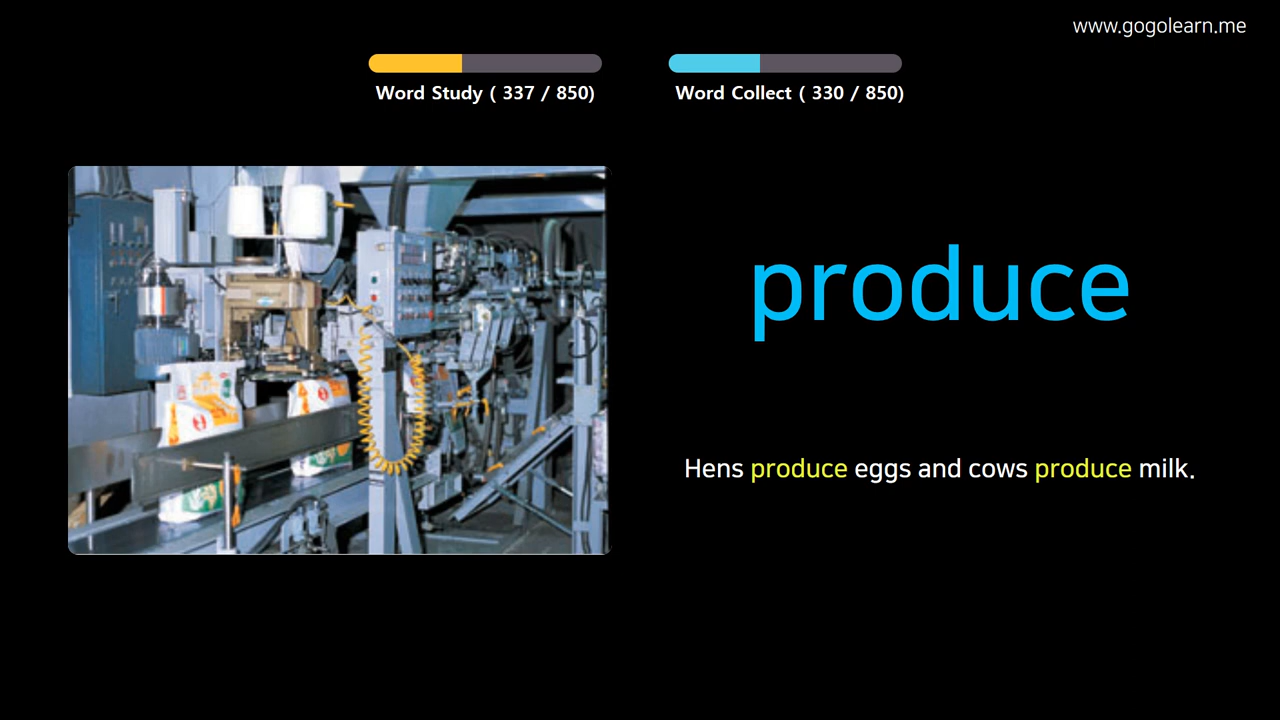 www.gogolearn.me
Word Study ( 337 / 850)
Word Collect ( 330 / 850)
produce
Hens produce eggs and cows produce milk.